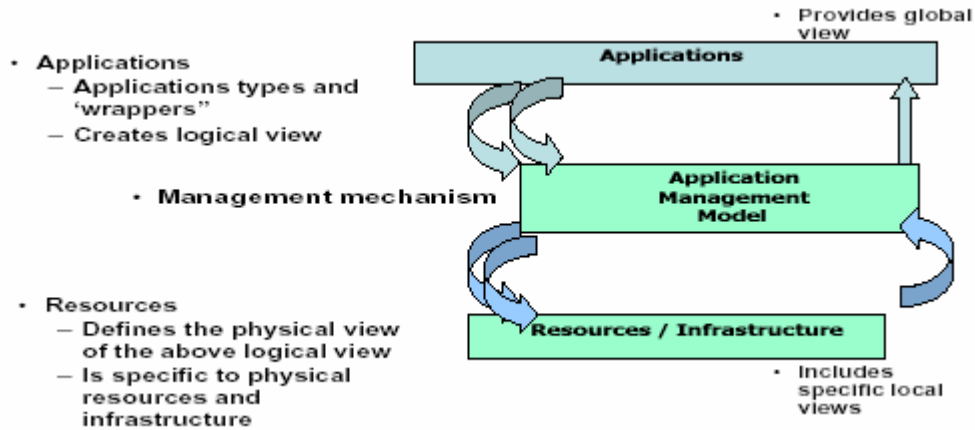 • Provides global
view
Applications
• Applications
– Applications types and
‘wrappers”
– Creates logical view
Application
Management
Model
• Management mechanism
• Resources
– Defines the physical view
of the above logical view
– Is specific to physical
resources and
infrastructure
Resources / Infrastructure
• Includes
specific local
views